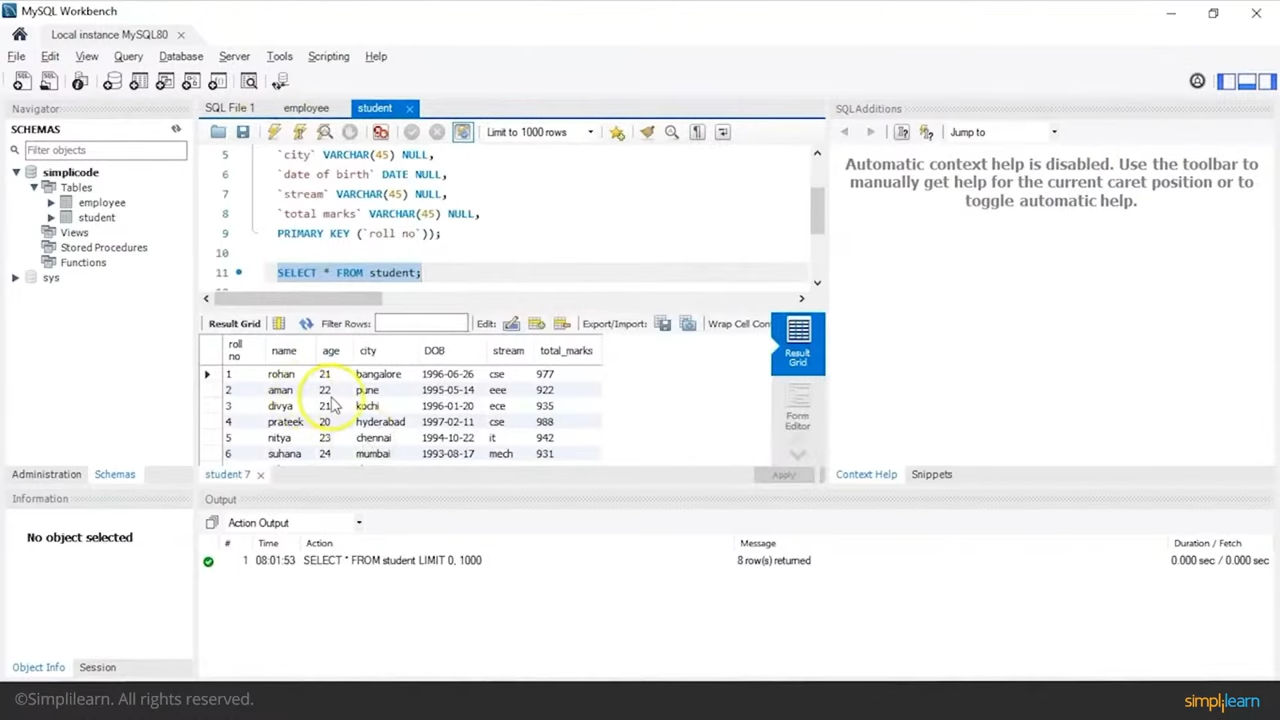 MySQL Workbench
Local instance MySQL80
File Edit View Query Database Server Tools Scripting Help
Navigator
SCHEMAS
Filter objects
simplicode
Tables
employee
student
Views
Stored Procedures
Functions
sys
Administration Schemas
Information
No object selected
Object Info Session
SQL File 1 employee student
Limit to 1000 rows
5 `city` VARCHAR(45) NULL,
6 `date of birth` DATE NULL,
7 `stream` VARCHAR(45) NULL,
8 `total marks` VARCHAR(45) NULL,
9 PRIMARY KEY (`roll no`));
10
11 SELECT * FROM student;
Result Grid Filter Rows: Edit: Export/Import: Wrap Cell Con
roll no name age city DOB stream total_marks
1 rohan 21 bangalore 1996-06-26 cse 977
2 aman 22 pune 1995-05-14 eee 922
3 divya 21 kochi 1996-01-20 ece 935
4 prateek 20 hyderabad 1997-02-11 cse 988
5 nitya 23 chennai 1994-10-22 it 942
6 suhana 24 mumbai 1993-08-17 mech 931
Result
Grid
Form
Editor
student 7 Apply
SQLAdditions
Jump to
Automatic context help is disabled. Use the toolbar to
manually get help for the current caret position or to
toggle automatic help.
Context Help Snippets
Output
Action Output
# Time Action Message Duration / Fetch
1 08:01:53 SELECT * FROM student LIMIT 0, 1000 8 row(s) returned 0.000 sec / 0.000 sec
©Simplilearn. All rights reserved.
simplilearn